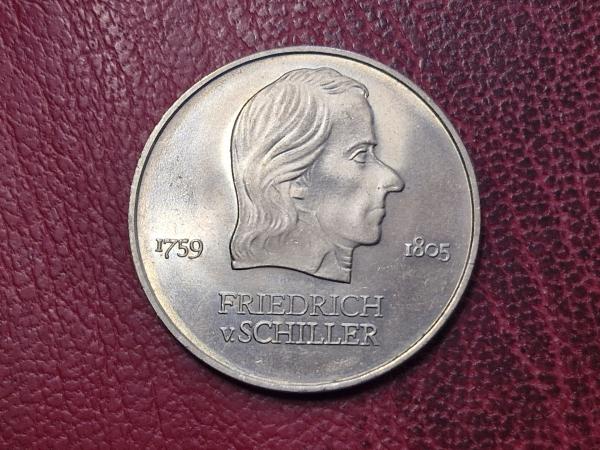 1759 1805
FRIEDRICH
v. SCHILLER